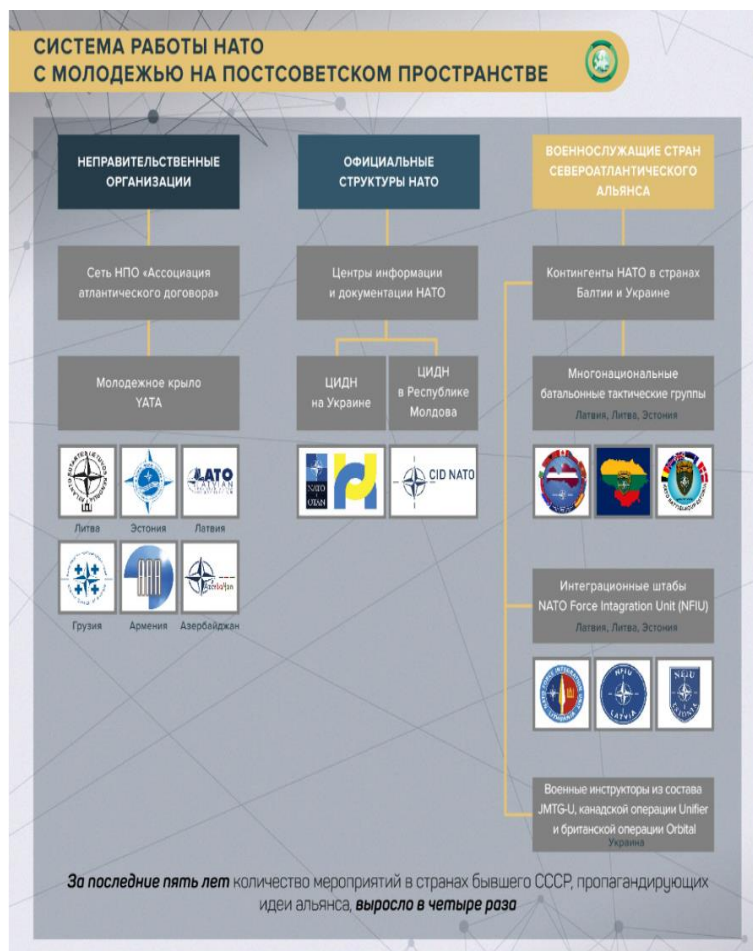 СИСТЕМА РАБОТЫ НАТО
С МОЛОДЕЖЬЮ НА ПОСТСОВЕТСКОМ ПРОСТРАНСТВЕ
НЕПРАВИТЕЛЬСТВЕННЫЕ
ОРГАНИЗАЦИИ
Сеть НПО «Ассоциация
атлантического договора»
Молодежное крыло
YATA
LATO
LATVIAN
Литва
Эстония
Латвия
Грузия
Армения
Азербайджан
ОФИЦИАЛЬНЫЕ
СТРУКТУРЫ НАТО
Центры информации
и документации НАТО
ЦИДН
на Украине
ЦИДН
в Республике
Молдова
NATO
OTAN
CID NATO
ВОЕННОСЛУЖАЩИЕ СТРАН
СЕВЕРОАТЛАНТИЧЕСКОГО
АЛЬЯНСА
Контингенты НАТО в странах
Балтии и Украине
Многонациональные
батальонные тактические группы
Латвия, Литва, Эстония
Интеграционные штабы
NATO Force Intagration Unit (NFIU)
Латвия, Литва, Эстония
NFIU
LATVIA
NFIU
ESTONIA
Военные инструкторы из состава
JMTG-U, канадской операции Unifier
и британской операции Orbital
Украина
За последние пять лет количество мероприятий в странах бывшего СССР, пропагандирующих
идеи альянса, выросло в четыре раза